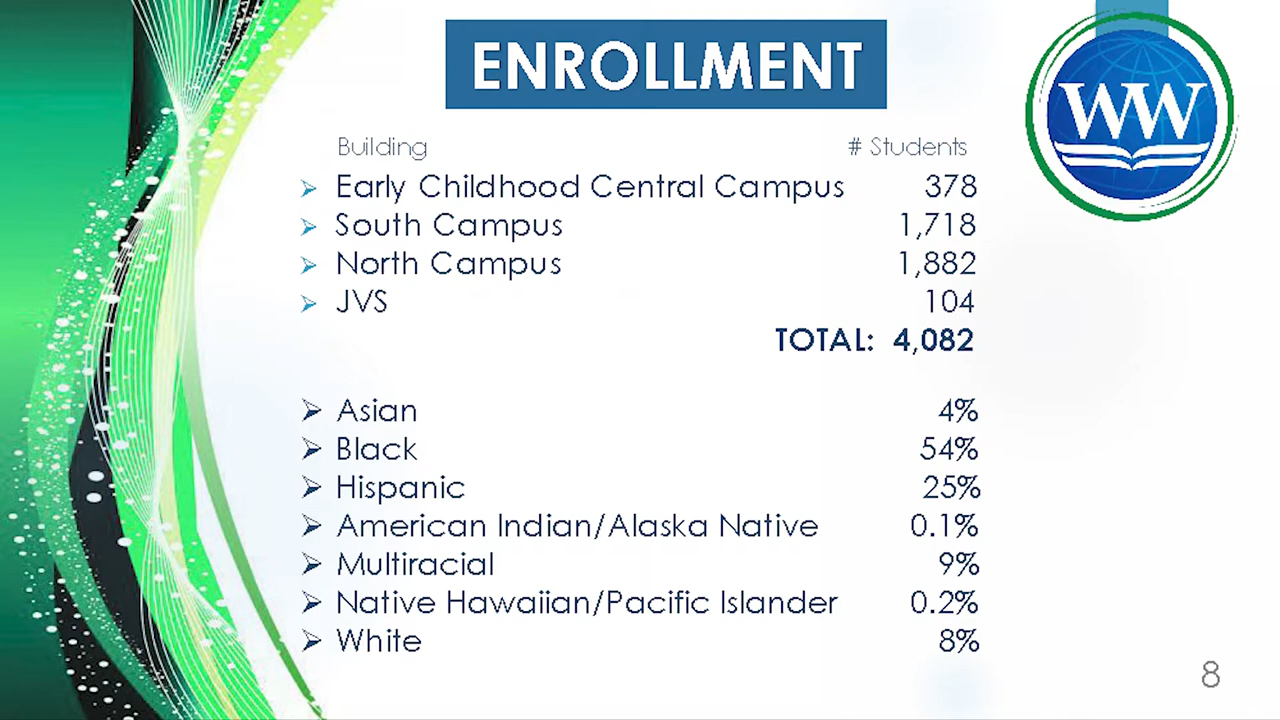 ENROLLMENT
WW
Building # Students
➢ Early Childhood Central Campus 378
➢ South Campus 1,718
➢ North Campus 1,882
➢ JVS 104
TOTAL: 4,082
➢ Asian 4%
➢ Black 54%
➢ Hispanic 25%
➢ American Indian/Alaska Native 0.1%
➢ Multiracial 9%
➢ Native Hawaiian/Pacific Islander 0.2%
➢ White 8%
8